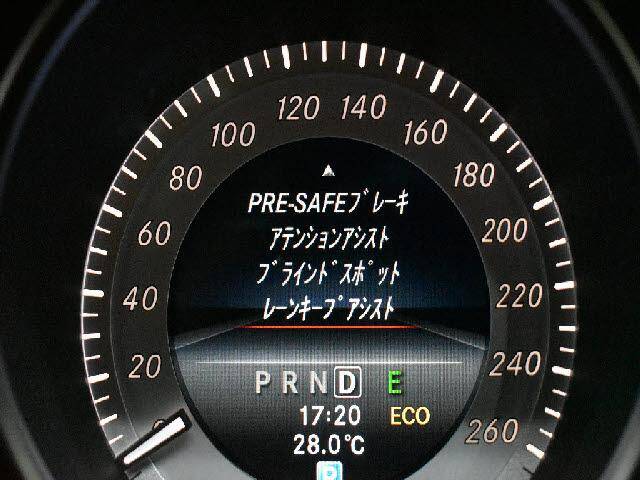 120 140
100 160
80 180
60 200
40 220
20 240
0 260
PRE-SAFEブレーキ
アテンションアシスト
ブラインドスポット
レーンキープアシスト
P R N D E
17:20 ECO
28.0°C
P